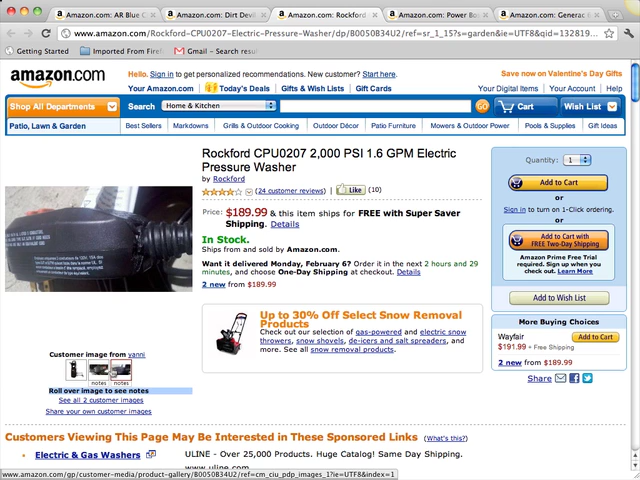 Amazon.com: AR Blue C
Amazon.com: Dirt Devil
Amazon.com: Rockford
Amazon.com: Power Bo
Amazon.com: Generac
www.amazon.com/Rockford-CPU0207-Electric-Pressure-Washer/dp/B0050B34U2/ref=sr_1_15?s=garden&ie=UTF8&qid=132819...
Getting Started
Imported From Firef
Gmail - Search resul
amazon.com
Hello. Sign in to get personalized recommendations. New customer? Start here.
Save now on Valentine's Day Gifts
Your Amazon.com
Today's Deals
Gifts & Wish Lists
Gift Cards
Your Digital Items
Your Account
Help
Shop All Departments
Search
Home & Kitchen
GO
Cart
Wish List
Patio, Lawn & Garden
Best Sellers
Markdowns
Grills & Outdoor Cooking
Outdoor Décor
Patio Furniture
Mowers & Outdoor Power
Pools & Supplies
Gift Ideas
Rockford CPU0207 2,000 PSI 1.6 GPM Electric
Pressure Washer
by Rockford
(24 customer reviews)
Like
(10)
Price: $189.99 & this item ships for FREE with Super Saver
Shipping. Details
In Stock.
Ships from and sold by Amazon.com.
Want it delivered Monday, February 6? Order it in the next 2 hours and 29
minutes, and choose One-Day Shipping at checkout. Details
2 new from $189.99
Up to 30% Off Select Snow Removal
Products
Check out our selection of gas-powered and electric snow
throwers, snow shovels, de-icers and salt spreaders, and
more. See all snow removal products.
Quantity: 1
Add to Cart
or
Sign in to turn on 1-Click ordering.
or
Add to Cart with
FREE Two-Day Shipping
Amazon Prime Free Trial
required. Sign up when you
check out. Learn More
Add to Wish List
More Buying Choices
Wayfair
Add to Cart
$191.99 + Free Shipping
2 new from $189.99
Share
Customer image from yanni
notes
notes
Roll over image to see notes
See all 2 customer images
Share your own customer images
Customers Viewing This Page May Be Interested in These Sponsored Links (What's this?)
Electric & Gas Washers
ULINE - Over 25,000 Products. Huge Catalog! Same Day Shipping.
www.uline.com
www.amazon.com/gp/customer-media/product-gallery/B0050B34U2/ref=cm_ciu_pdp_images_1?ie=UTF8&index=1